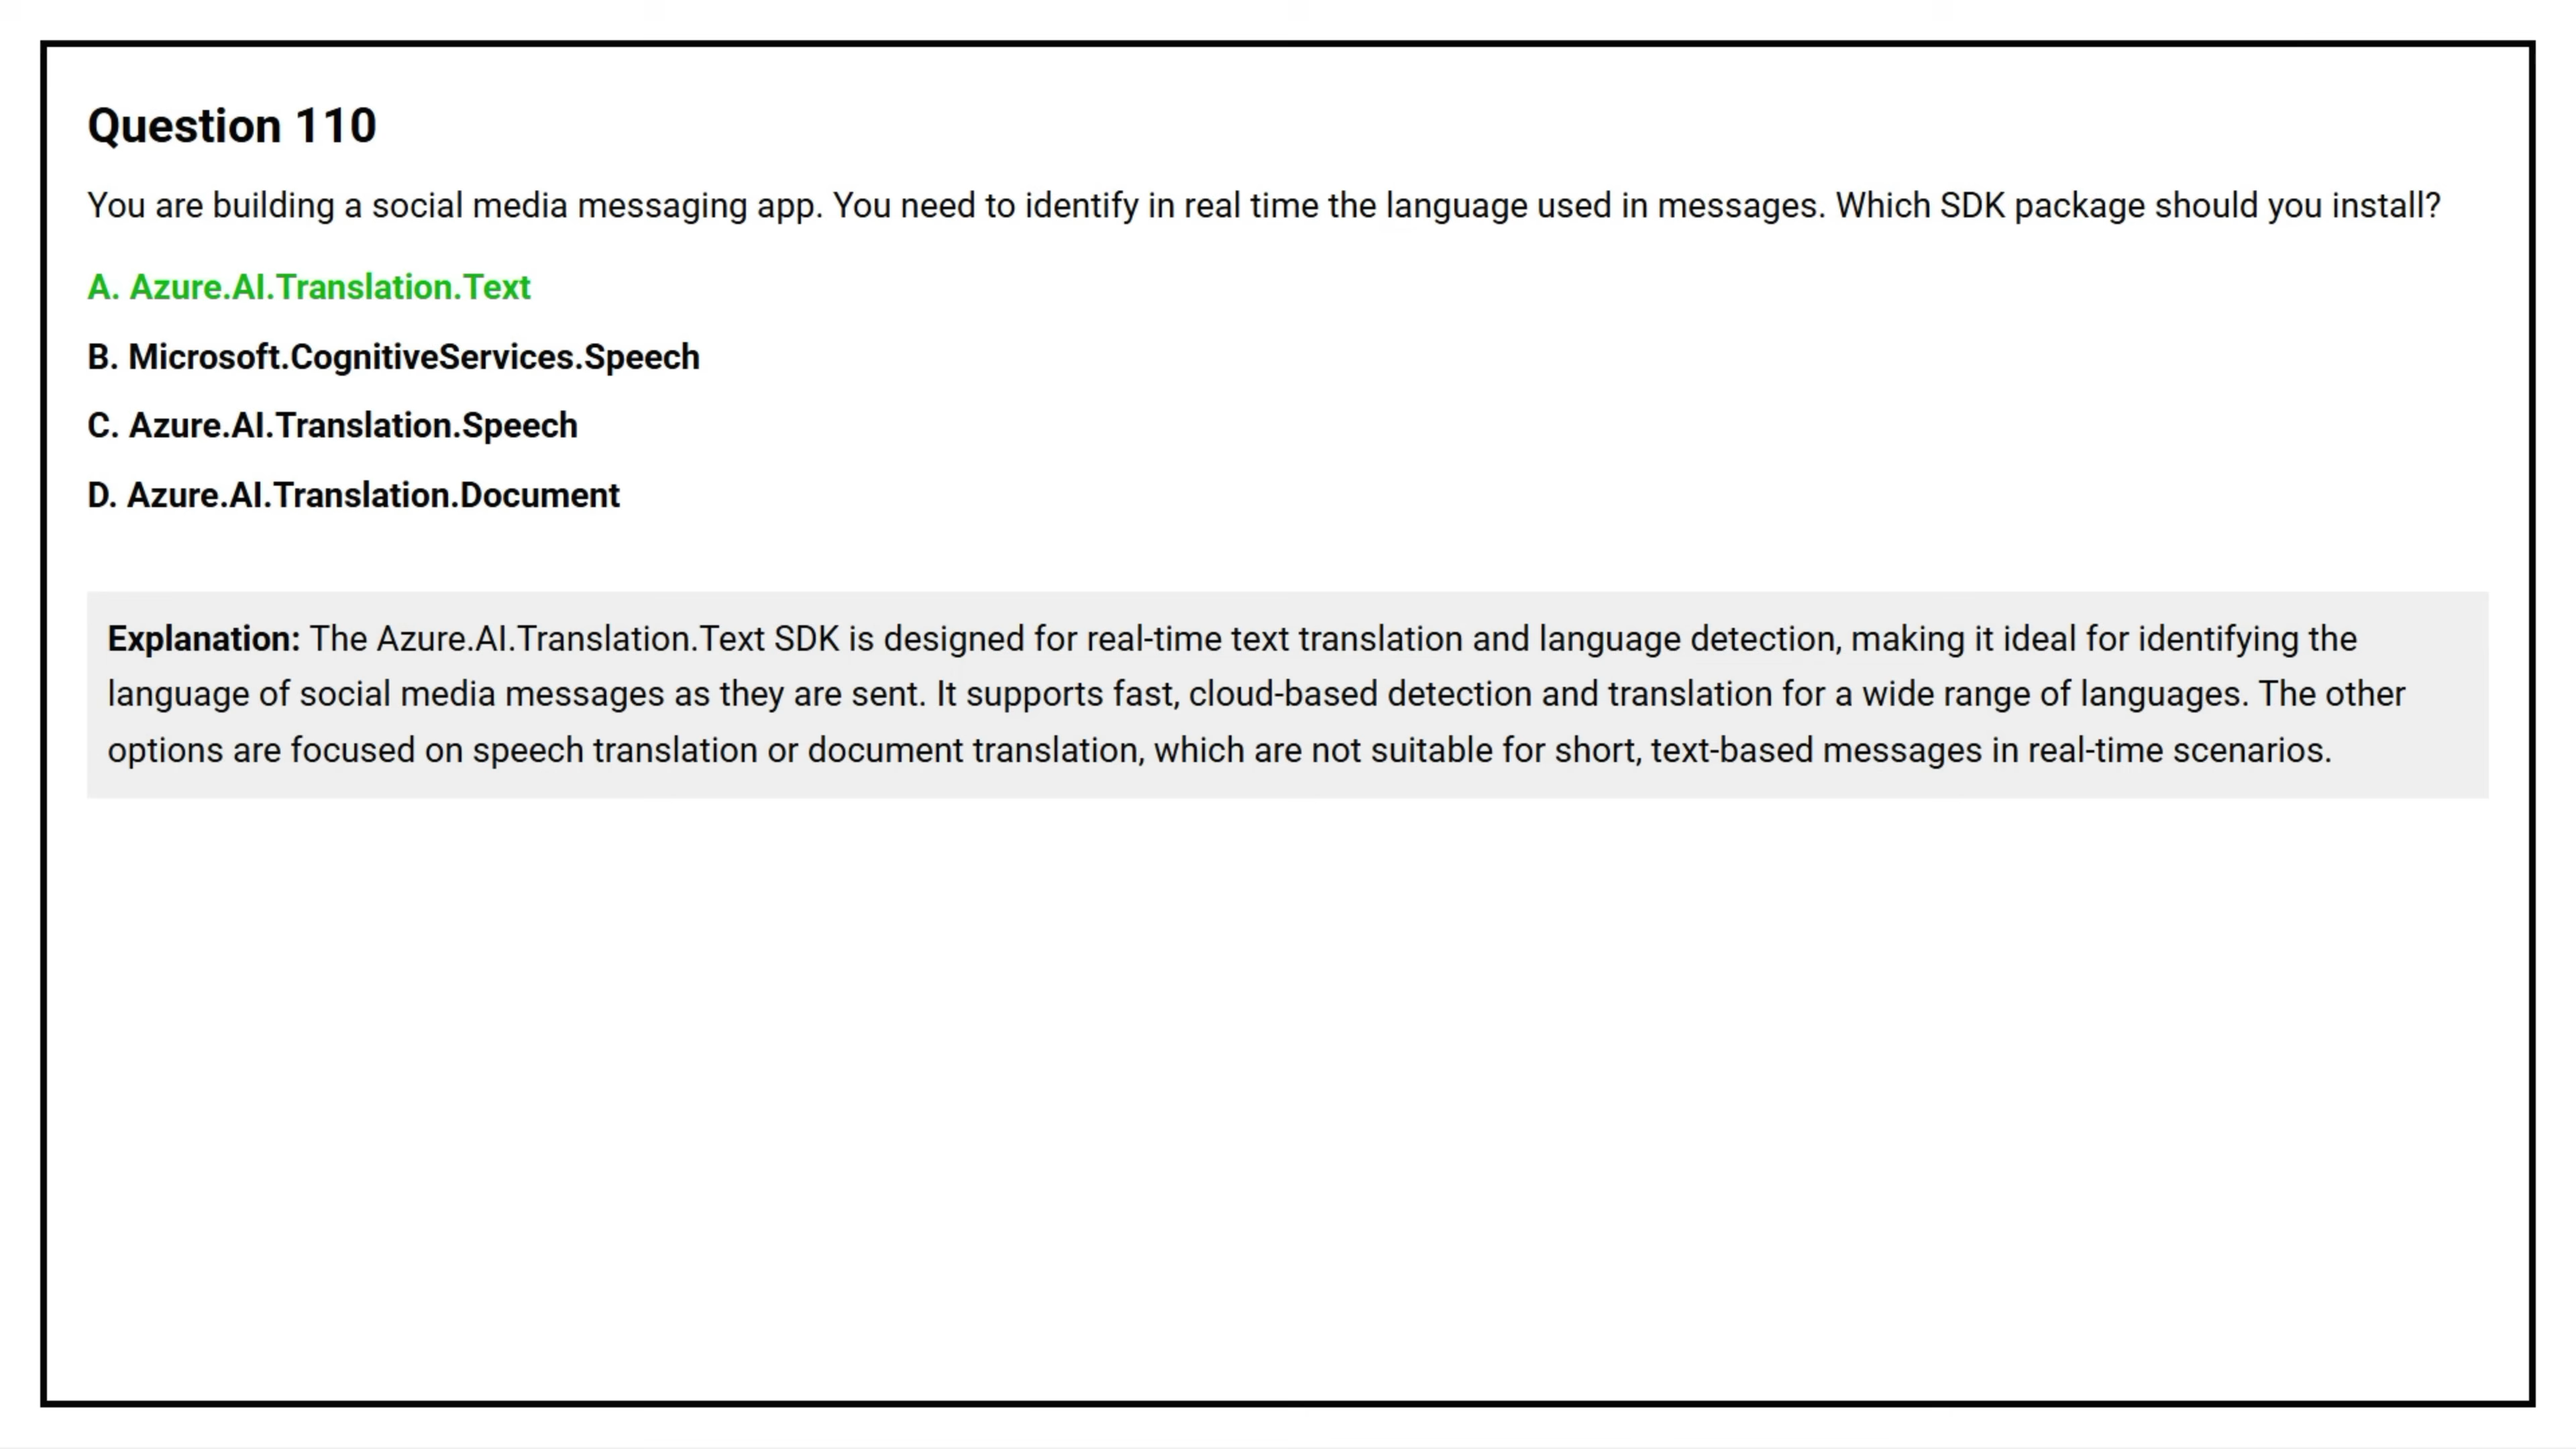 Question 110
You are building a social media messaging app. You need to identify in real time the language used in messages. Which SDK package should you install?
A. Azure.AI.Translation.Text
B. Microsoft.CognitiveServices.Speech
C. Azure.AI.Translation.Speech
D. Azure.AI.Translation.Document
Explanation: The Azure.AI.Translation.Text SDK is designed for real-time text translation and language detection, making it ideal for identifying the
language of social media messages as they are sent. It supports fast, cloud-based detection and translation for a wide range of languages. The other
options are focused on speech translation or document translation, which are not suitable for short, text-based messages in real-time scenarios.